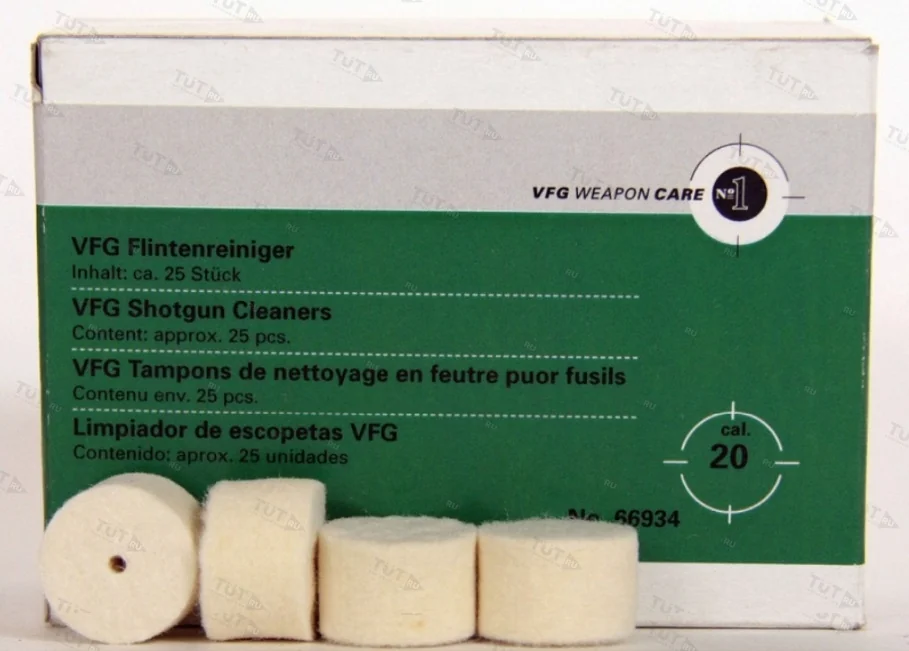 VFG WEAPON CARE Nº1
VFG Flintenreiniger
Inhalt: ca. 25 Stück
VFG Shotgun Cleaners
Content: approx. 25 pcs.
VFG Tampons de nettoyage en feutre puor fusils
Contenu env. 25 pcs.
Limpiador de escopetas VFG
Contenido: aprox. 25 unidades
cal.
20
No. 66934
TUT.RU